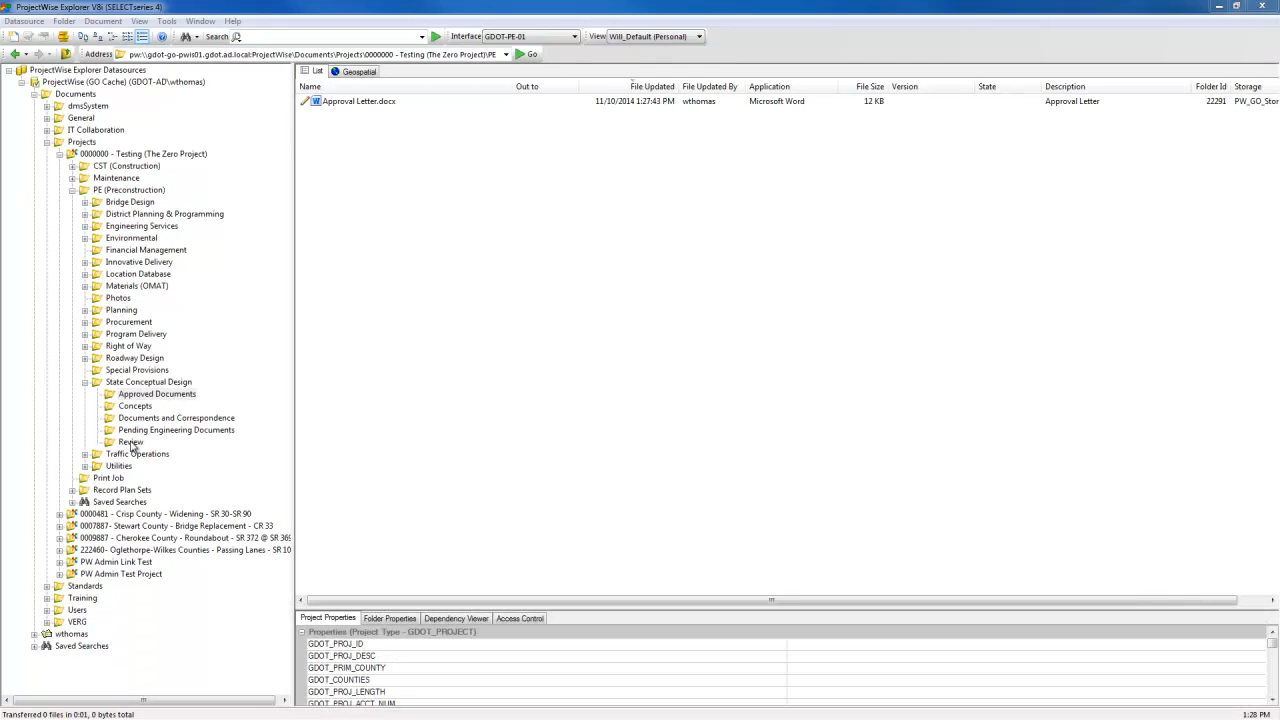 ProjectWise Explorer V8i (SELECTseries 4)
Datasource Folder Document View Tools Window Help
Search Interface GDOT-PE-01 View Will_Default (Personal)
Address pw:\\gdot-go-pwis01.gdot.ad.local:ProjectWise\Documents\Projects\0000000 - Testing (The Zero Project)\PE Go
ProjectWise Explorer Datasources
ProjectWise (GO Cache) (GDOT-AD\wthomas)
Documents
dmsSystem
General
IT Collaboration
Projects
0000000 - Testing (The Zero Project)
CST (Construction)
Maintenance
PE (Preconstruction)
Bridge Design
District Planning & Programming
Engineering Services
Environmental
Financial Management
Innovative Delivery
Location Database
Materials (OMAT)
Photos
Planning
Procurement
Program Delivery
Right of Way
Roadway Design
Special Provisions
State Conceptual Design
Approved Documents
Concepts
Documents and Correspondence
Pending Engineering Documents
Review
Traffic Operations
Utilities
Print Job
Record Plan Sets
Saved Searches
0000481 - Crisp County - Widening - SR 30-SR 90
0007887- Stewart County - Bridge Replacement - CR 33
0009887 - Cherokee County - Roundabout - SR 372 @ SR 369
222460- Oglethorpe-Wilkes Counties - Passing Lanes - SR 10
PW Admin Link Test
PW Admin Test Project
Standards
Training
Users
VERG
wthomas
Saved Searches
List Geospatial
Name Out to File Updated File Updated By Application File Size Version State Description Folder Id Storage
Approval Letter.docx 11/10/2014 1:27:43 PM wthomas Microsoft Word 12 KB Approval Letter 22291 PW_GO_Stor
Project Properties Folder Properties Dependency Viewer Access Control
Properties (Project Type - GDOT_PROJECT)
GDOT_PROJ_ID
GDOT_PROJ_DESC
GDOT_PRIM_COUNTY
GDOT_COUNTIES
GDOT_PROJ_LENGTH
GDOT_PROJ_ACCT_NUM
Transferred 0 files in 0:01, 0 bytes total 1:28 PM